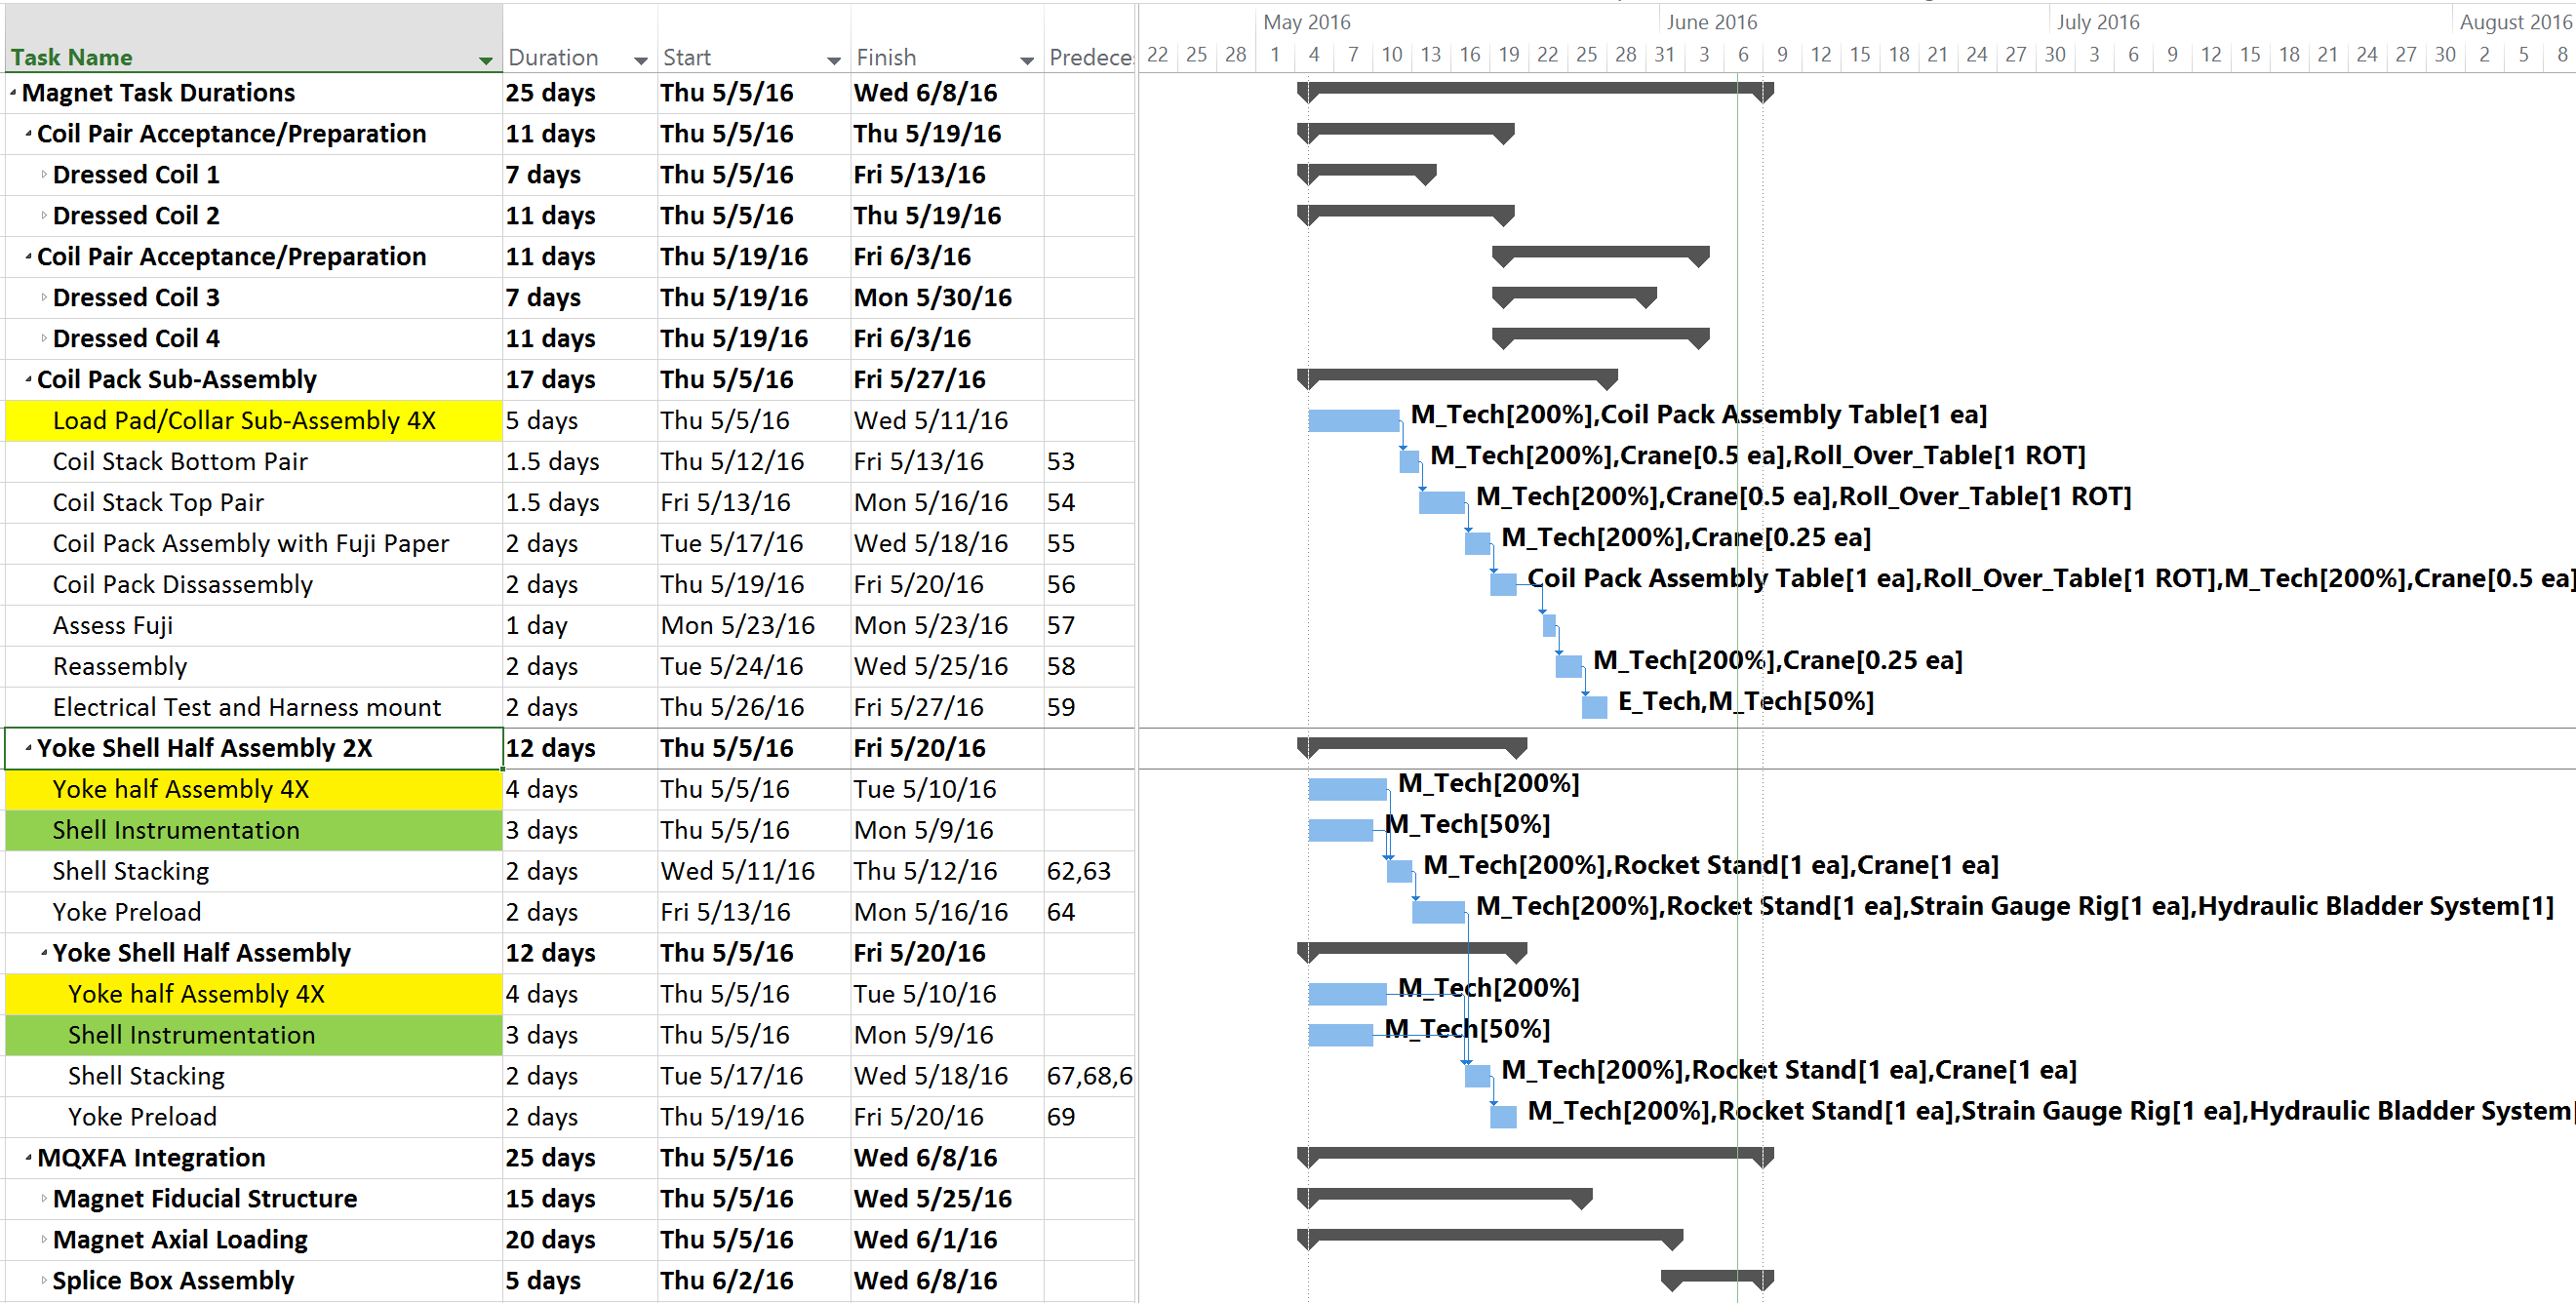 May 2016 June 2016 July 2016 August 2016
Task Name Duration Start Finish Predece 22 25 28 1 4 7 10 13 16 19 22 25 28 31 3 6 9 12 15 18 21 24 27 30 3 6 9 12 15 18 21 24 27 30 2 5 8
Magnet Task Durations 25 days Thu 5/5/16 Wed 6/8/16
Coil Pair Acceptance/Preparation 11 days Thu 5/5/16 Thu 5/19/16
Dressed Coil 1 7 days Thu 5/5/16 Fri 5/13/16
Dressed Coil 2 11 days Thu 5/5/16 Thu 5/19/16
Coil Pair Acceptance/Preparation 11 days Thu 5/19/16 Fri 6/3/16
Dressed Coil 3 7 days Thu 5/19/16 Mon 5/30/16
Dressed Coil 4 11 days Thu 5/19/16 Fri 6/3/16
Coil Pack Sub-Assembly 17 days Thu 5/5/16 Fri 5/27/16
Load Pad/Collar Sub-Assembly 4X 5 days Thu 5/5/16 Wed 5/11/16 M_Tech[200%],Coil Pack Assembly Table[1 ea]
Coil Stack Bottom Pair 1.5 days Thu 5/12/16 Fri 5/13/16 53 M_Tech[200%],Crane[0.5 ea],Roll_Over_Table[1 ROT]
Coil Stack Top Pair 1.5 days Fri 5/13/16 Mon 5/16/16 54 M_Tech[200%],Crane[0.5 ea],Roll_Over_Table[1 ROT]
Coil Pack Assembly with Fuji Paper 2 days Tue 5/17/16 Wed 5/18/16 55 M_Tech[200%],Crane[0.25 ea]
Coil Pack Dissassembly 2 days Thu 5/19/16 Fri 5/20/16 56 Coil Pack Assembly Table[1 ea],Roll_Over_Table[1 ROT],M_Tech[200%],Crane[0.5 ea]
Assess Fuji 1 day Mon 5/23/16 Mon 5/23/16 57
Reassembly 2 days Tue 5/24/16 Wed 5/25/16 58 M_Tech[200%],Crane[0.25 ea]
Electrical Test and Harness mount 2 days Thu 5/26/16 Fri 5/27/16 59 E_Tech,M_Tech[50%]
Yoke Shell Half Assembly 2X 12 days Thu 5/5/16 Fri 5/20/16
Yoke half Assembly 4X 4 days Thu 5/5/16 Tue 5/10/16 M_Tech[200%]
Shell Instrumentation 3 days Thu 5/5/16 Mon 5/9/16 M_Tech[50%]
Shell Stacking 2 days Wed 5/11/16 Thu 5/12/16 62,63 M_Tech[200%],Rocket Stand[1 ea],Crane[1 ea]
Yoke Preload 2 days Fri 5/13/16 Mon 5/16/16 64 M_Tech[200%],Rocket Stand[1 ea],Strain Gauge Rig[1 ea],Hydraulic Bladder System[1]
Yoke Shell Half Assembly 12 days Thu 5/5/16 Fri 5/20/16
Yoke half Assembly 4X 4 days Thu 5/5/16 Tue 5/10/16 M_Tech[200%]
Shell Instrumentation 3 days Thu 5/5/16 Mon 5/9/16 M_Tech[50%]
Shell Stacking 2 days Tue 5/17/16 Wed 5/18/16 67,68,6 M_Tech[200%],Rocket Stand[1 ea],Crane[1 ea]
Yoke Preload 2 days Thu 5/19/16 Fri 5/20/16 69 M_Tech[200%],Rocket Stand[1 ea],Strain Gauge Rig[1 ea],Hydraulic Bladder System[
MQXFA Integration 25 days Thu 5/5/16 Wed 6/8/16
Magnet Fiducial Structure 15 days Thu 5/5/16 Wed 5/25/16
Magnet Axial Loading 20 days Thu 5/5/16 Wed 6/1/16
Splice Box Assembly 5 days Thu 6/2/16 Wed 6/8/16